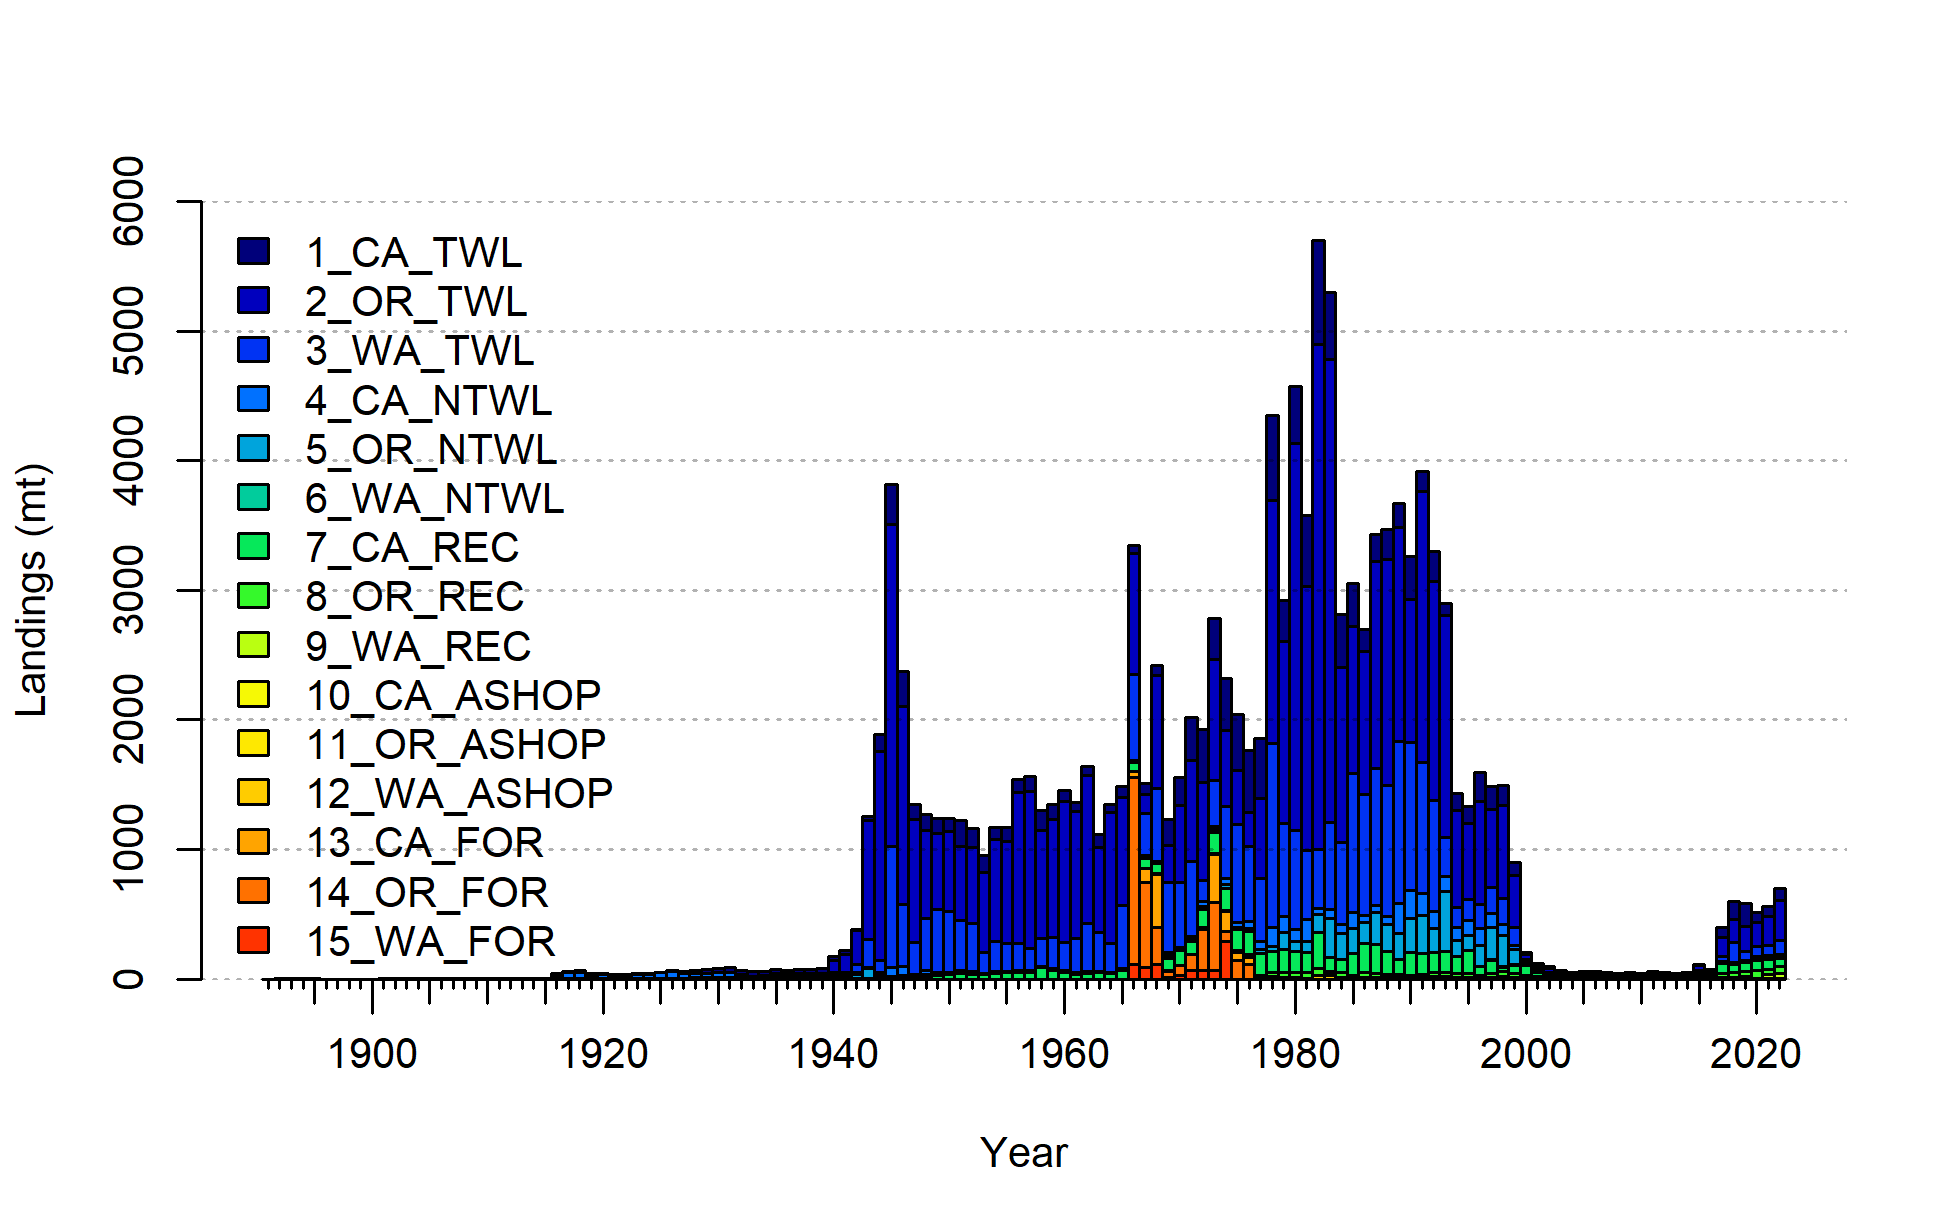 6000
5000
4000
3000
2000
1000
0
Landings (mt)
1_CA_TWL
2_OR_TWL
3_WA_TWL
4_CA_NTWL
5_OR_NTWL
6_WA_NTWL
7_CA_REC
8_OR_REC
9_WA_REC
10_CA_ASHOP
11_OR_ASHOP
12_WA_ASHOP
13_CA_FOR
14_OR_FOR
15_WA_FOR
1900 1920 1940 1960 1980 2000 2020
Year